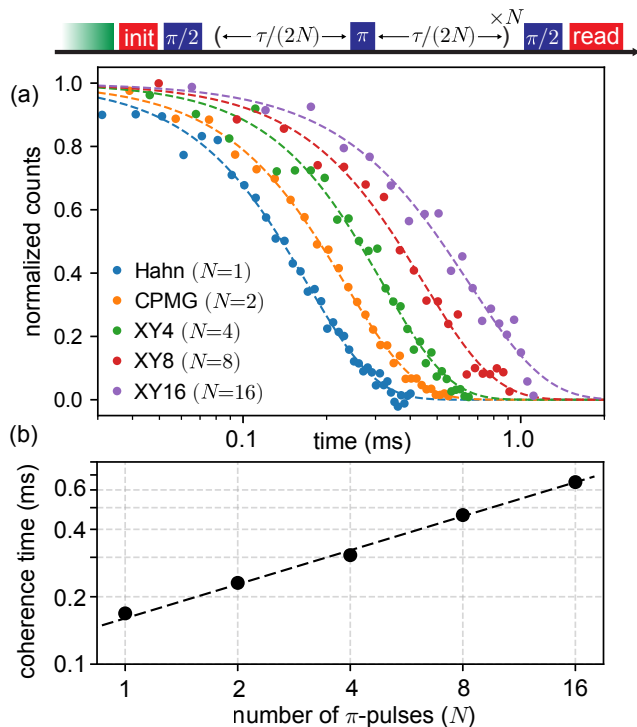 ×N
init π/2 ( τ/(2N) π τ/(2N) ) π/2 read
(a)
normalized counts
1.0
0.8
0.6
0.4
0.2
0.0
Hahn (N=1)
CPMG (N=2)
XY4 (N=4)
XY8 (N=8)
XY16 (N=16)
0.1 1.0
time (ms)
(b)
coherence time (ms)
0.6
0.4
0.2
0.1
1 2 4 8 16
number of π-pulses (N)